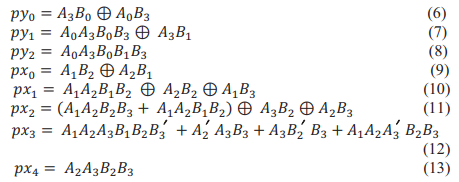 py₀ = A₃B₀ ⊕ A₀B₃ (6)
py₁ = A₀A₃B₀B₃ ⊕ A₃B₁ (7)
py₂ = A₀A₃B₀B₁B₃ (8)
px₀ = A₁B₂ ⊕ A₂B₁ (9)
px₁ = A₁A₂B₁B₂ ⊕ A₂B₂ ⊕ A₁B₃ (10)
px₂ = (A₁A₂B₂B₃ + A₁A₂B₁B₂) ⊕ A₃B₂ ⊕ A₂B₃ (11)
px₃ = A₁A₂A₃B₁B₂B₃′ + A₂′A₃B₃ + A₃B₂′B₃ + A₁A₂A₃′B₂B₃
(12)
px₄ = A₂A₃B₂B₃ (13)